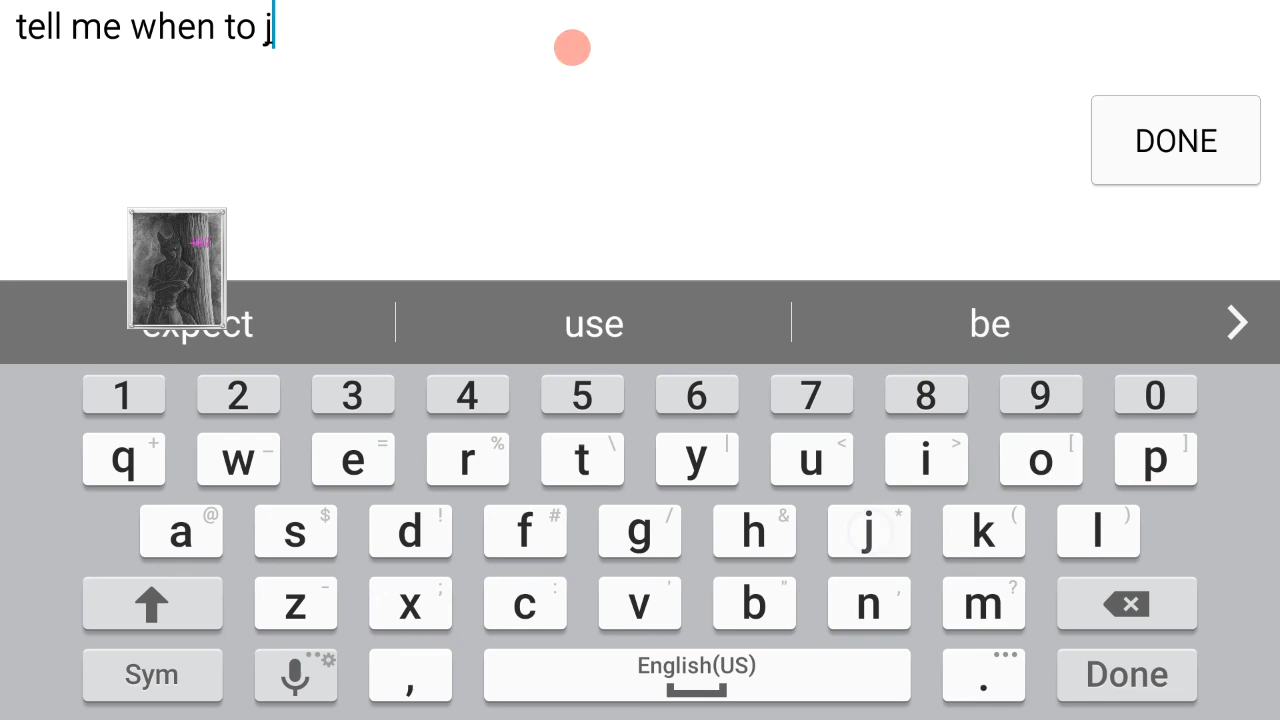 tell me when to j
DONE
expect use be
1 2 3 4 5 6 7 8 9 0
q + w _ e = r % t \ y | u < i > o [ p ]
a @ s $ d ! f # g / h & j * k ( l )
z - x ; c : v ' b " n , m ?
Sym , English(US) . Done